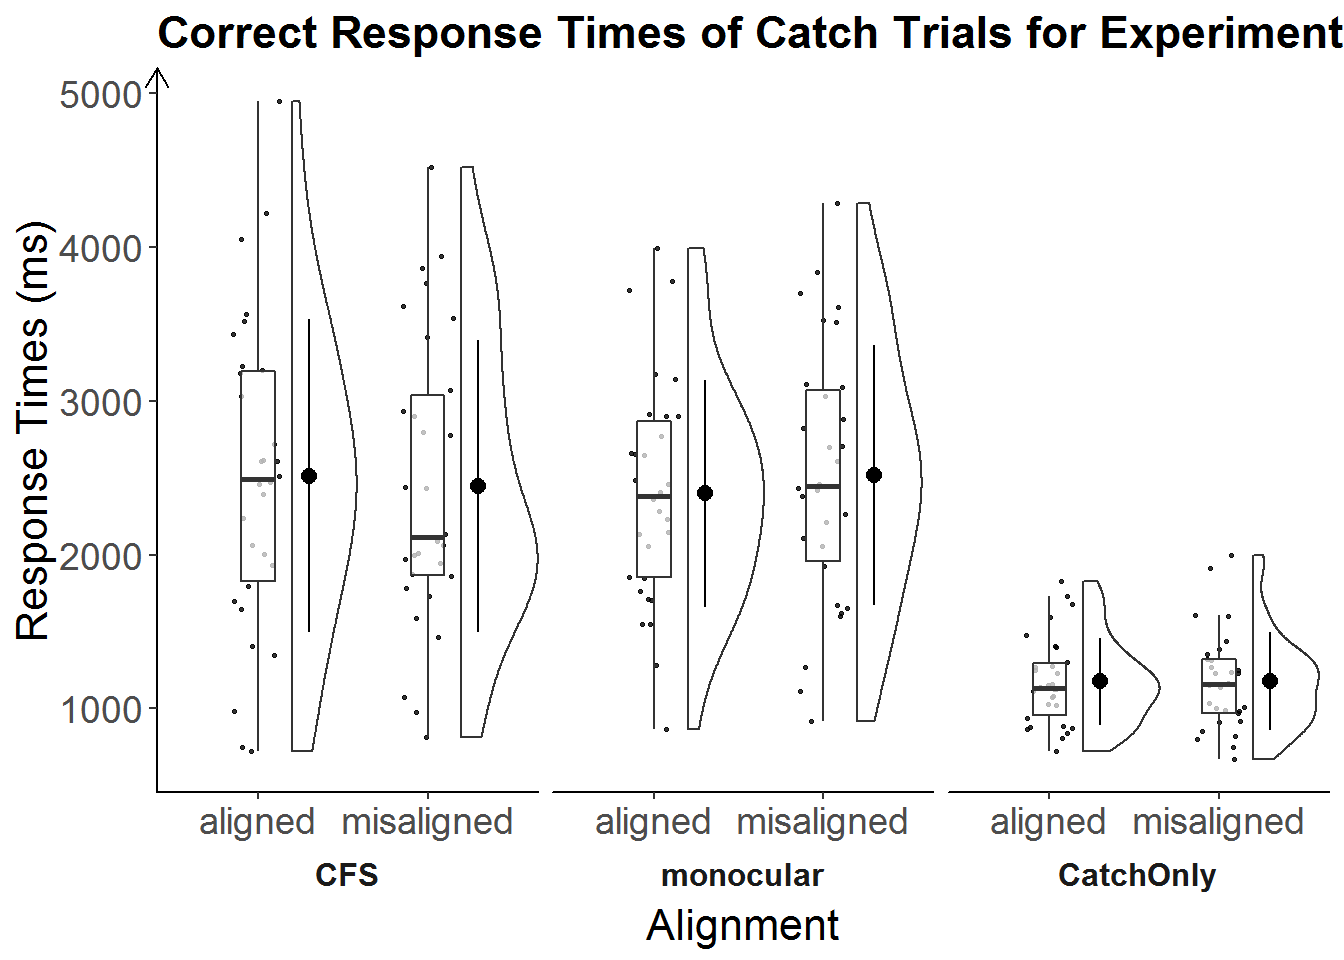 Correct Response Times of Catch Trials for Experiment
Response Times (ms)
5000
4000
3000
2000
1000
aligned misaligned aligned misaligned aligned misaligned
CFS monocular CatchOnly
Alignment